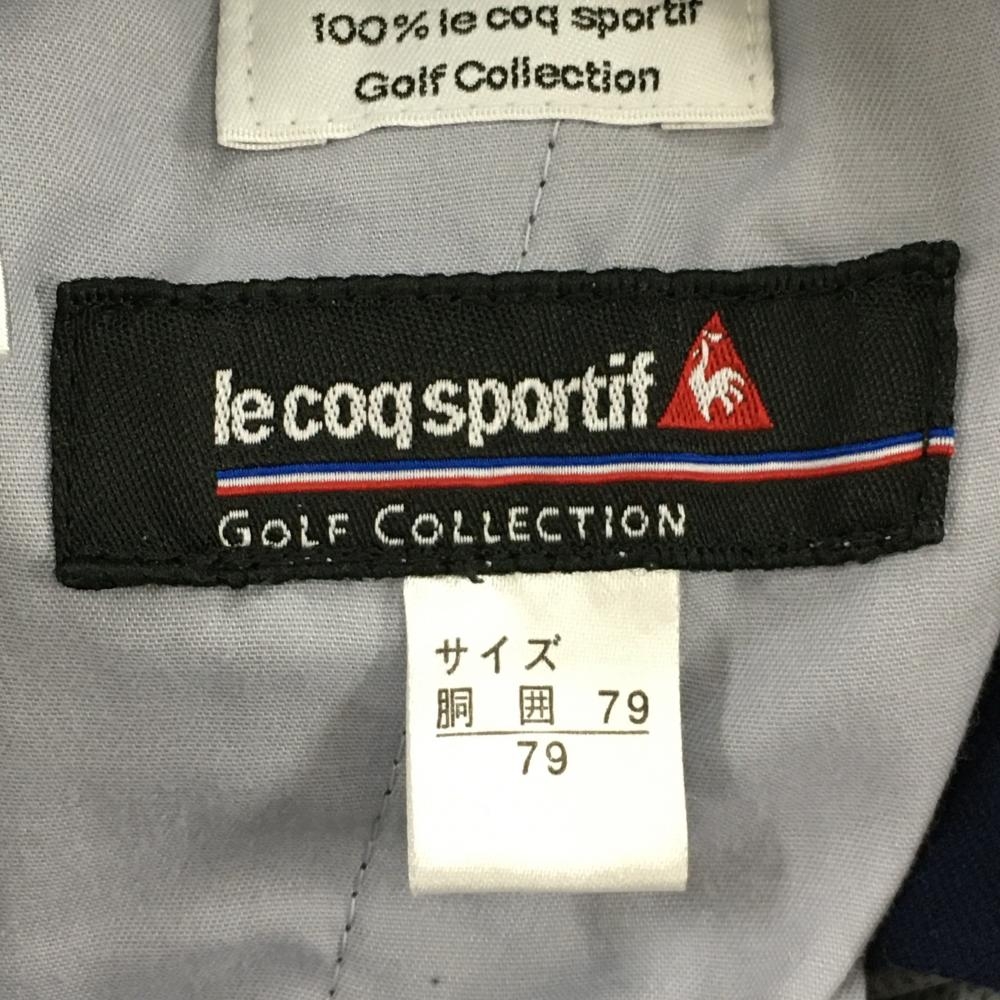 100% le coq sportif
Golf Collection
le coq sportif
GOLF COLLECTION
サイズ
胴 囲 79
79